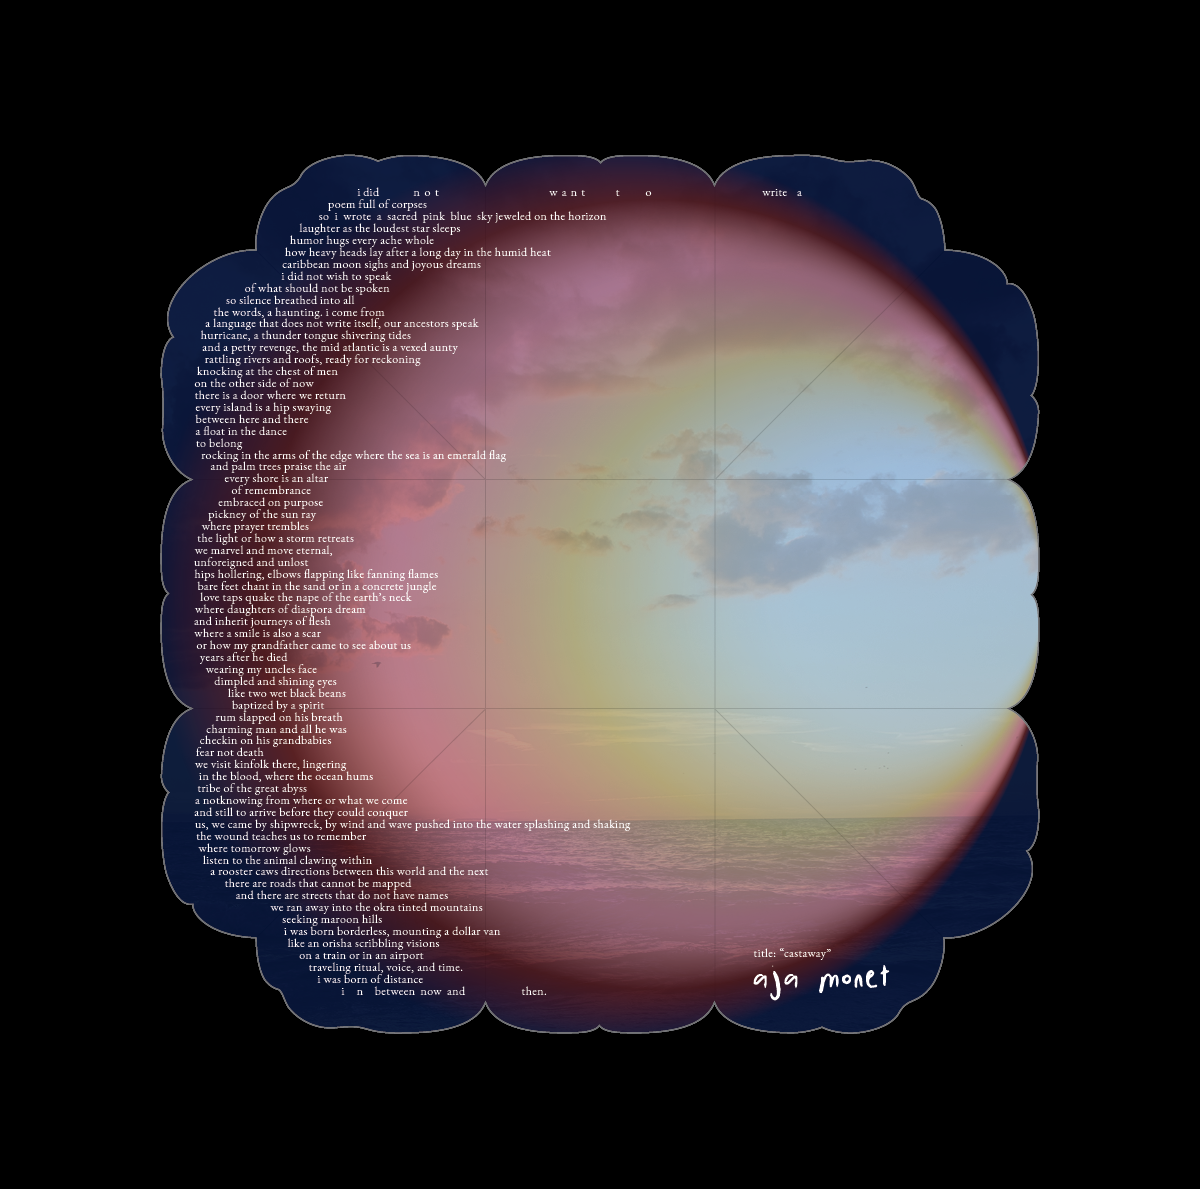 i did n o t w a n t t o write a
poem full of corpses
so i wrote a sacred pink blue sky jeweled on the horizon
laughter as the loudest star sleeps
humor hugs every ache whole
how heavy heads lay after a long day in the humid heat
caribbean moon sighs and joyous dreams
i did not wish to speak
of what should not be spoken
so silence breathed into all
the words, a haunting. i come from
a language that does not write itself, our ancestors speak
hurricane, a thunder tongue shivering tides
and a petty revenge, the mid atlantic is a vexed aunty
rattling rivers and roofs, ready for reckoning
knocking at the chest of men
on the other side of now
there is a door where we return
every island is a hip swaying
between here and there
a float in the dance
to belong
rocking in the arms of the edge where the sea is an emerald flag
and palm trees praise the air
every shore is an altar
of remembrance
embraced on purpose
pickney of the sun ray
where prayer trembles
the light or how a storm retreats
we marvel and move eternal,
unforeigned and unlost
hips hollering, elbows flapping like fanning flames
bare feet chant in the sand or in a concrete jungle
love taps quake the nape of the earth's neck
where daughters of diaspora dream
and inherit journeys of flesh
where a smile is also a scar
or how my grandfather came to see about us
years after he died
wearing my uncles face
dimpled and shining eyes
like two wet black beans
baptized by a spirit
rum slapped on his breath
charming man and all he was
checkin on his grandbabies
fear not death
we visit kinfolk there, lingering
in the blood, where the ocean hums
tribe of the great abyss
a notknowing from where or what we come
and still to arrive before they could conquer
us, we came by shipwreck, by wind and wave pushed into the water splashing and shaking
the wound teaches us to remember
where tomorrow glows
listen to the animal clawing within
a rooster caws directions between this world and the next
there are roads that cannot be mapped
and there are streets that do not have names
we ran away into the okra tinted mountains
seeking maroon hills
i was born borderless, mounting a dollar van
like an orisha scribbling visions
on a train or in an airport
traveling ritual, voice, and time.
i was born of distance
i n between now and then.
title: "castaway"
aja monet